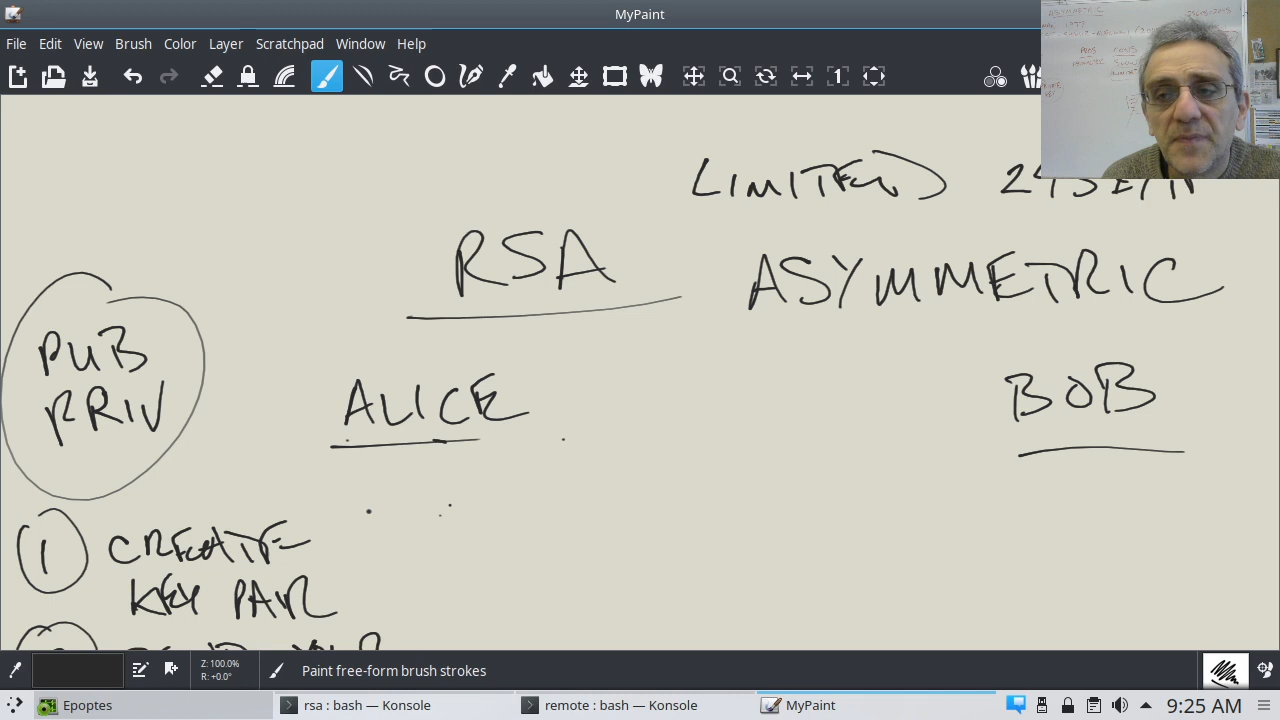 MyPaint
File Edit View Brush Color Layer Scratchpad Window Help
ASYMMETRIC
LIMITED
RSA
ASYMMETRIC
PUB
PRIV
ALICE
BOB
1 CREATE
KEY PAIR
Z: 100.0%
R: +0.0°
Paint free-form brush strokes
Epoptes
rsa : bash — Konsole
remote : bash — Konsole
MyPaint
9:25 AM